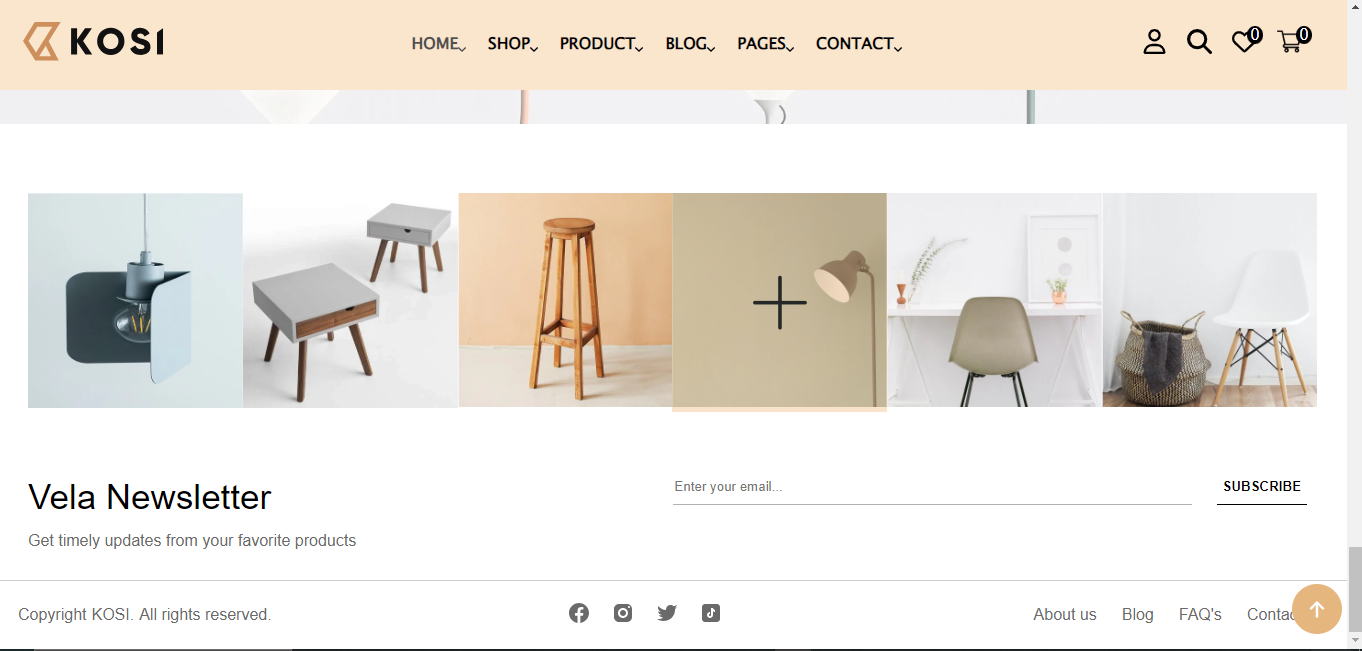 KOSI
HOME SHOP PRODUCT BLOG PAGES CONTACT
0 0
Vela Newsletter
Get timely updates from your favorite products
Enter your email...
SUBSCRIBE
Copyright KOSI. All rights reserved.
About us Blog FAQ's Contac